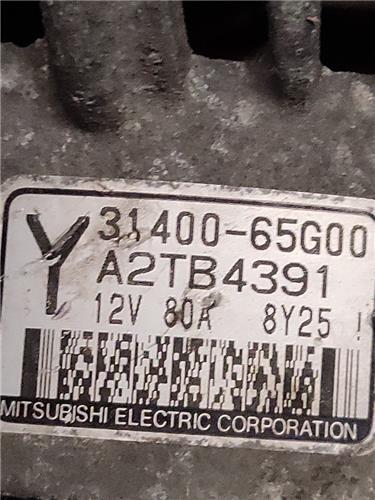 Y 31400-65G00
A2TB4391
12V 80A 8Y25 !
MITSUBISHI ELECTRIC CORPORATION